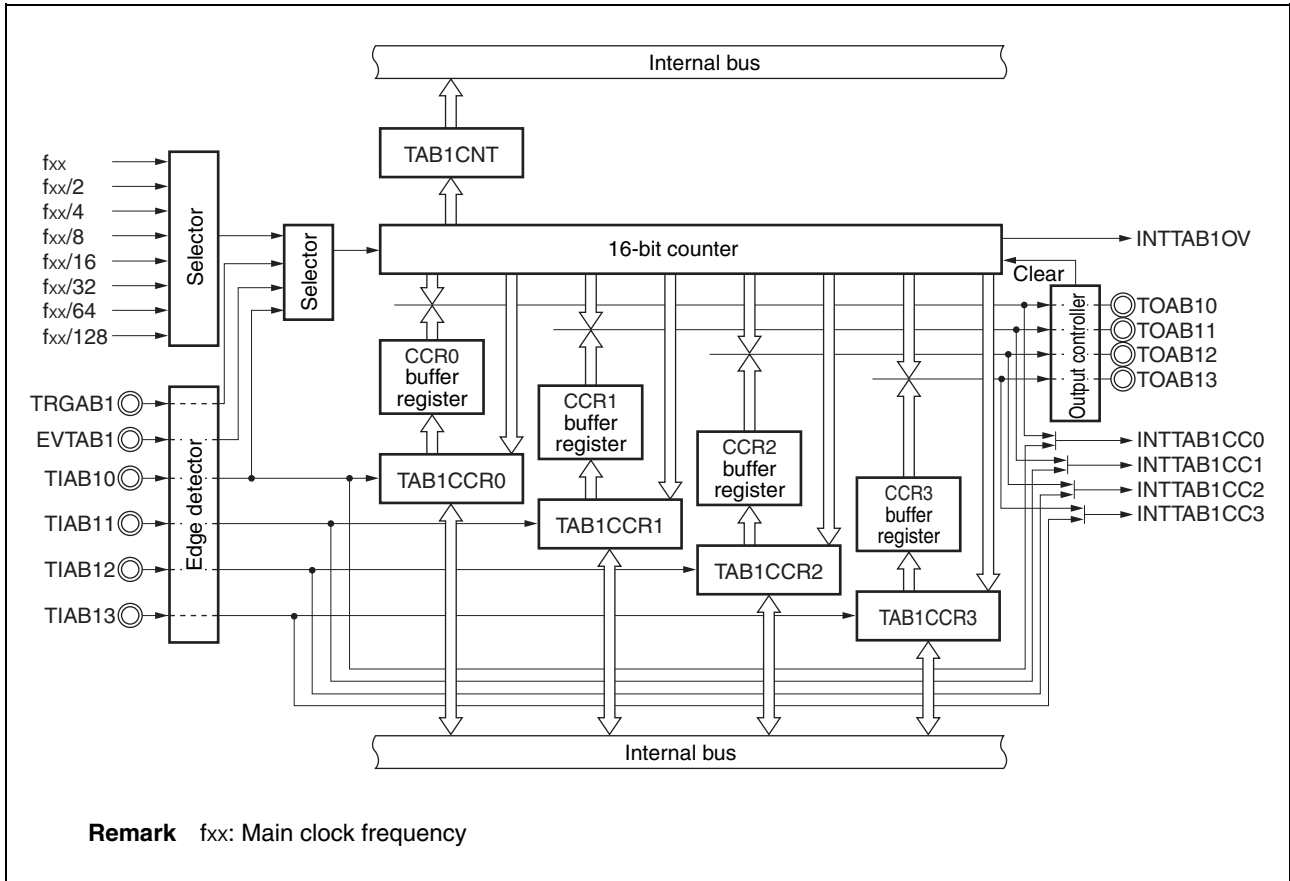 Internal bus
TAB1CNT
fxx
fxx/2
fxx/4
fxx/8
fxx/16
fxx/32
fxx/64
fxx/128
Selector
Selector
16-bit counter
INTTAB1OV
Clear
Output controller
TOAB10
TOAB11
TOAB12
TOAB13
CCR0
buffer
register
CCR1
buffer
register
CCR2
buffer
register
CCR3
buffer
register
TRGAB1
EVTAB1
TIAB10
TIAB11
TIAB12
TIAB13
Edge detector
TAB1CCR0
TAB1CCR1
TAB1CCR2
TAB1CCR3
INTTAB1CC0
INTTAB1CC1
INTTAB1CC2
INTTAB1CC3
Internal bus
Remark fxx: Main clock frequency